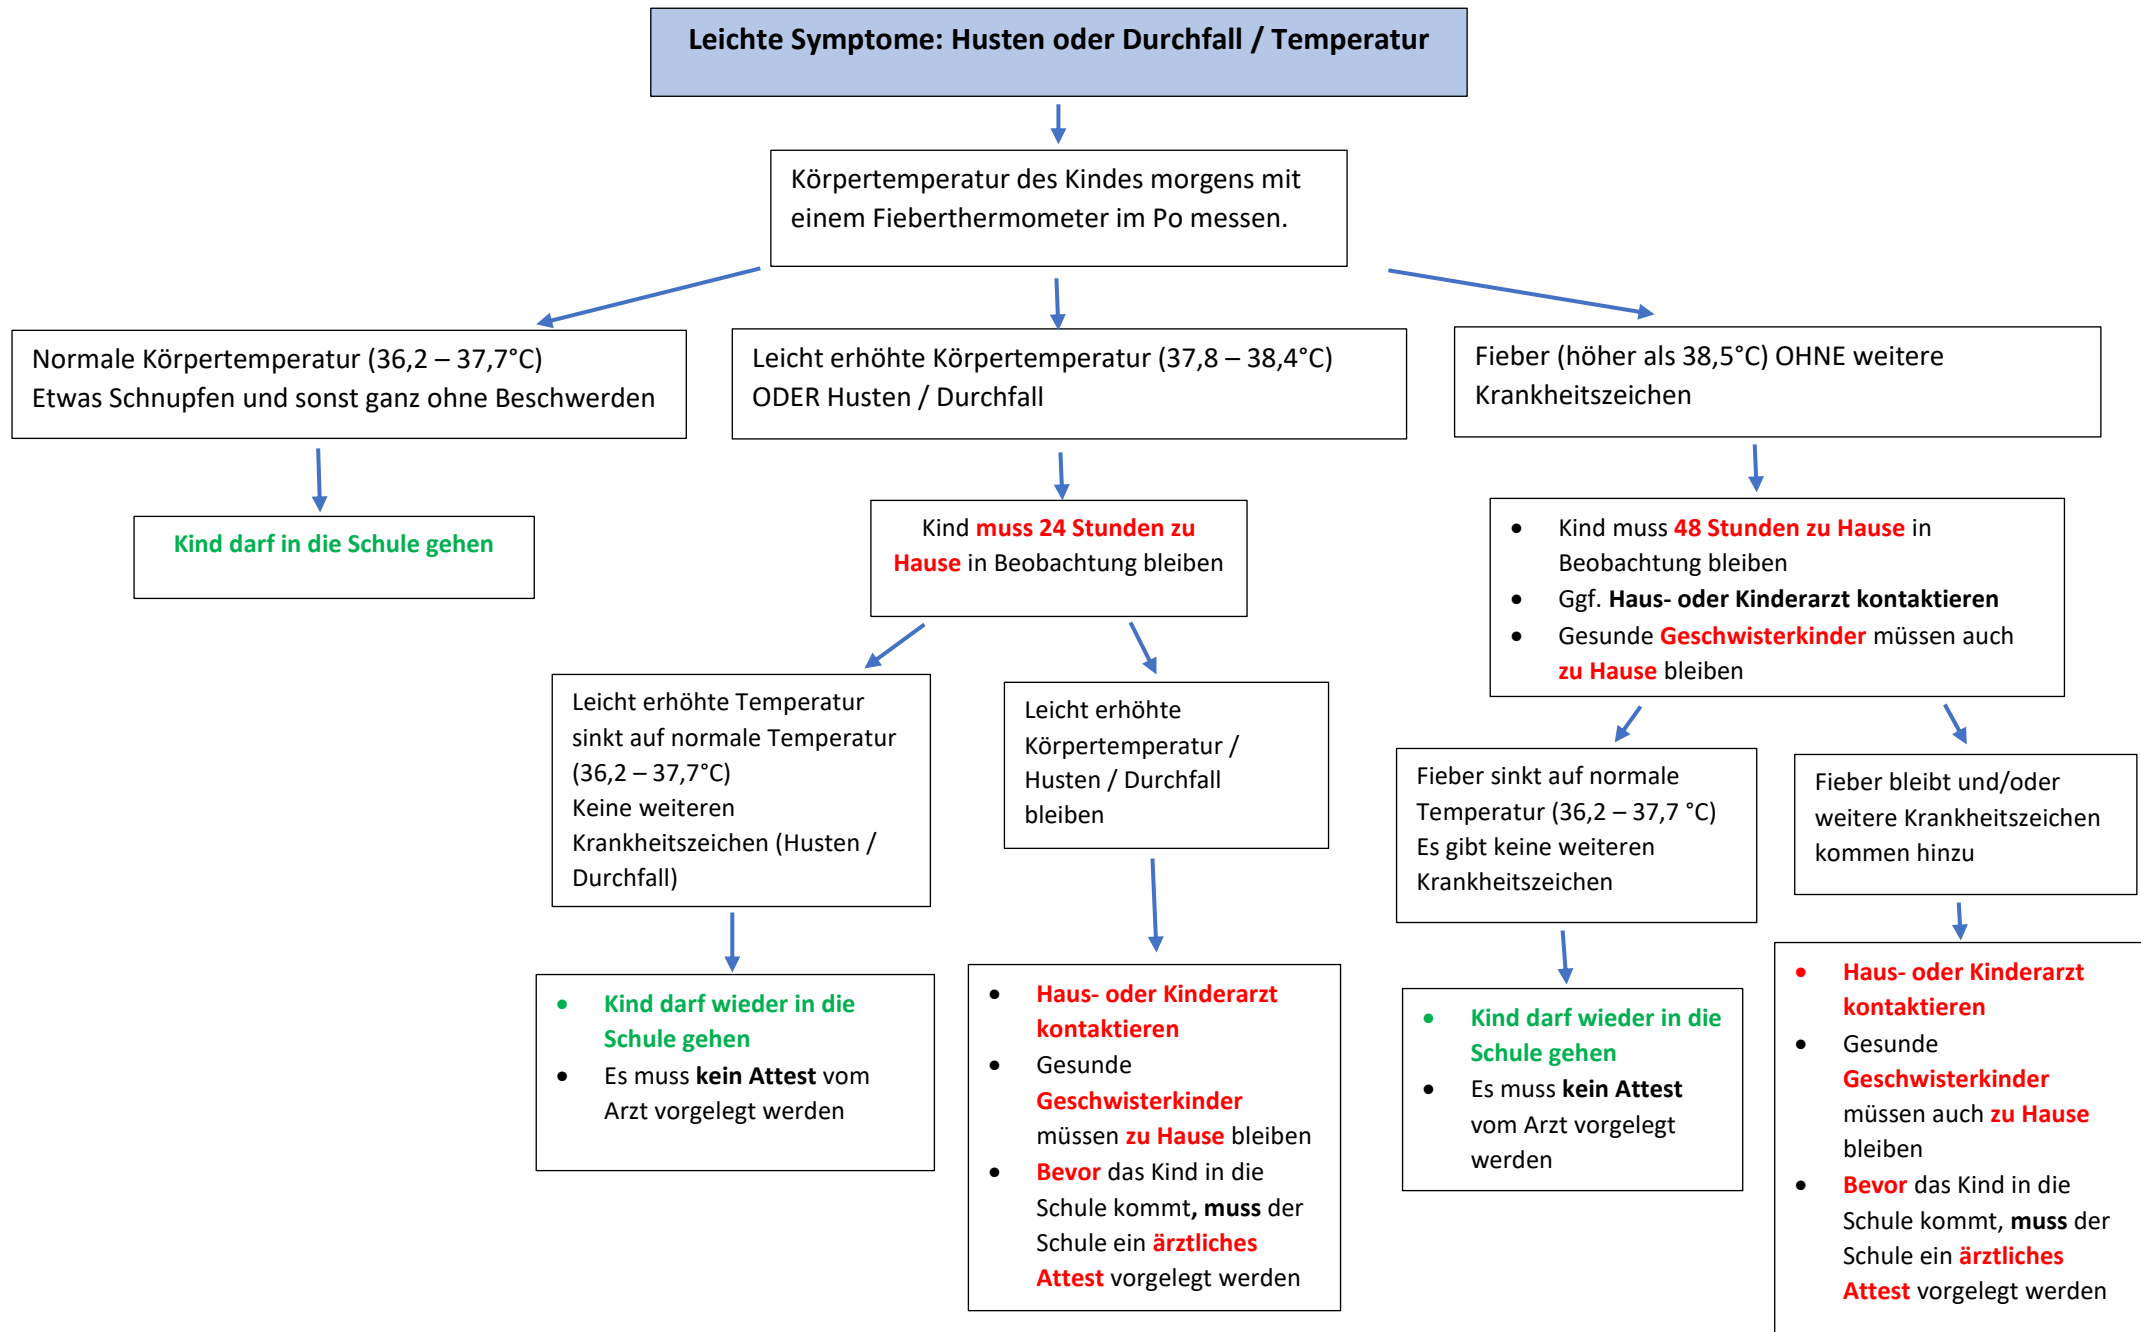 Leichte Symptome: Husten oder Durchfall / Temperatur
Körpertemperatur des Kindes morgens mit
einem Fieberthermometer im Po messen.
Normale Körpertemperatur (36,2 – 37,7°C)
Etwas Schnupfen und sonst ganz ohne Beschwerden
Leicht erhöhte Körpertemperatur (37,8 – 38,4°C)
ODER Husten / Durchfall
Fieber (höher als 38,5°C) OHNE weitere
Krankheitszeichen
Kind darf in die Schule gehen
Kind muss 24 Stunden zu
Hause in Beobachtung bleiben
• Kind muss 48 Stunden zu Hause in
Beobachtung bleiben
• Ggf. Haus- oder Kinderarzt kontaktieren
• Gesunde Geschwisterkinder müssen auch
zu Hause bleiben
Leicht erhöhte Temperatur
sinkt auf normale Temperatur
(36,2 – 37,7°C)
Keine weiteren
Krankheitszeichen (Husten /
Durchfall)
Leicht erhöhte
Körpertemperatur /
Husten / Durchfall
bleiben
Fieber sinkt auf normale
Temperatur (36,2 – 37,7 °C)
Es gibt keine weiteren
Krankheitszeichen
Fieber bleibt und/oder
weitere Krankheitszeichen
kommen hinzu
• Kind darf wieder in die
Schule gehen
• Es muss kein Attest vom
Arzt vorgelegt werden
• Haus- oder Kinderarzt
kontaktieren
• Gesunde
Geschwisterkinder
müssen zu Hause bleiben
• Bevor das Kind in die
Schule kommt, muss der
Schule ein ärztliches
Attest vorgelegt werden
• Kind darf wieder in die
Schule gehen
• Es muss kein Attest
vom Arzt vorgelegt
werden
• Haus- oder Kinderarzt
kontaktieren
• Gesunde
Geschwisterkinder
müssen auch zu Hause
bleiben
• Bevor das Kind in die
Schule kommt, muss der
Schule ein ärztliches
Attest vorgelegt werden